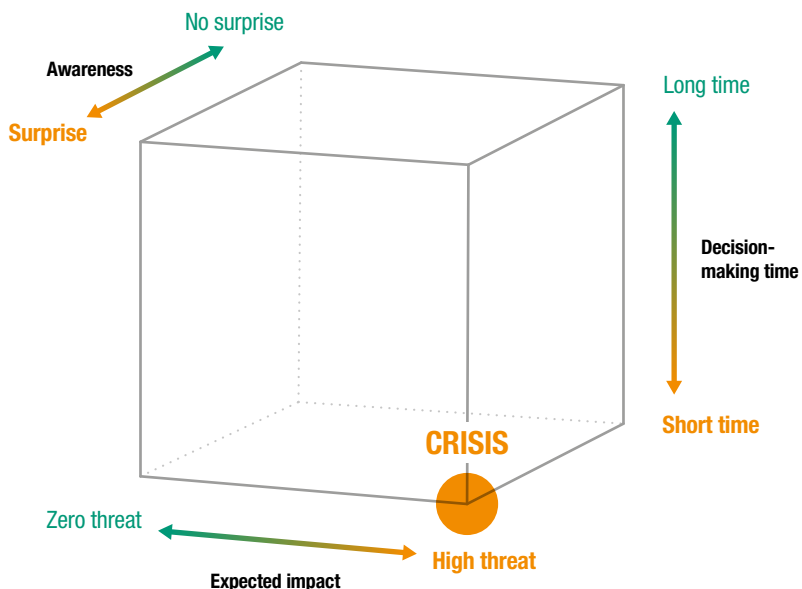 No surprise
Awareness
Surprise
Long time
Decision-
making time
Short time
CRISIS
Zero threat
High threat
Expected impact